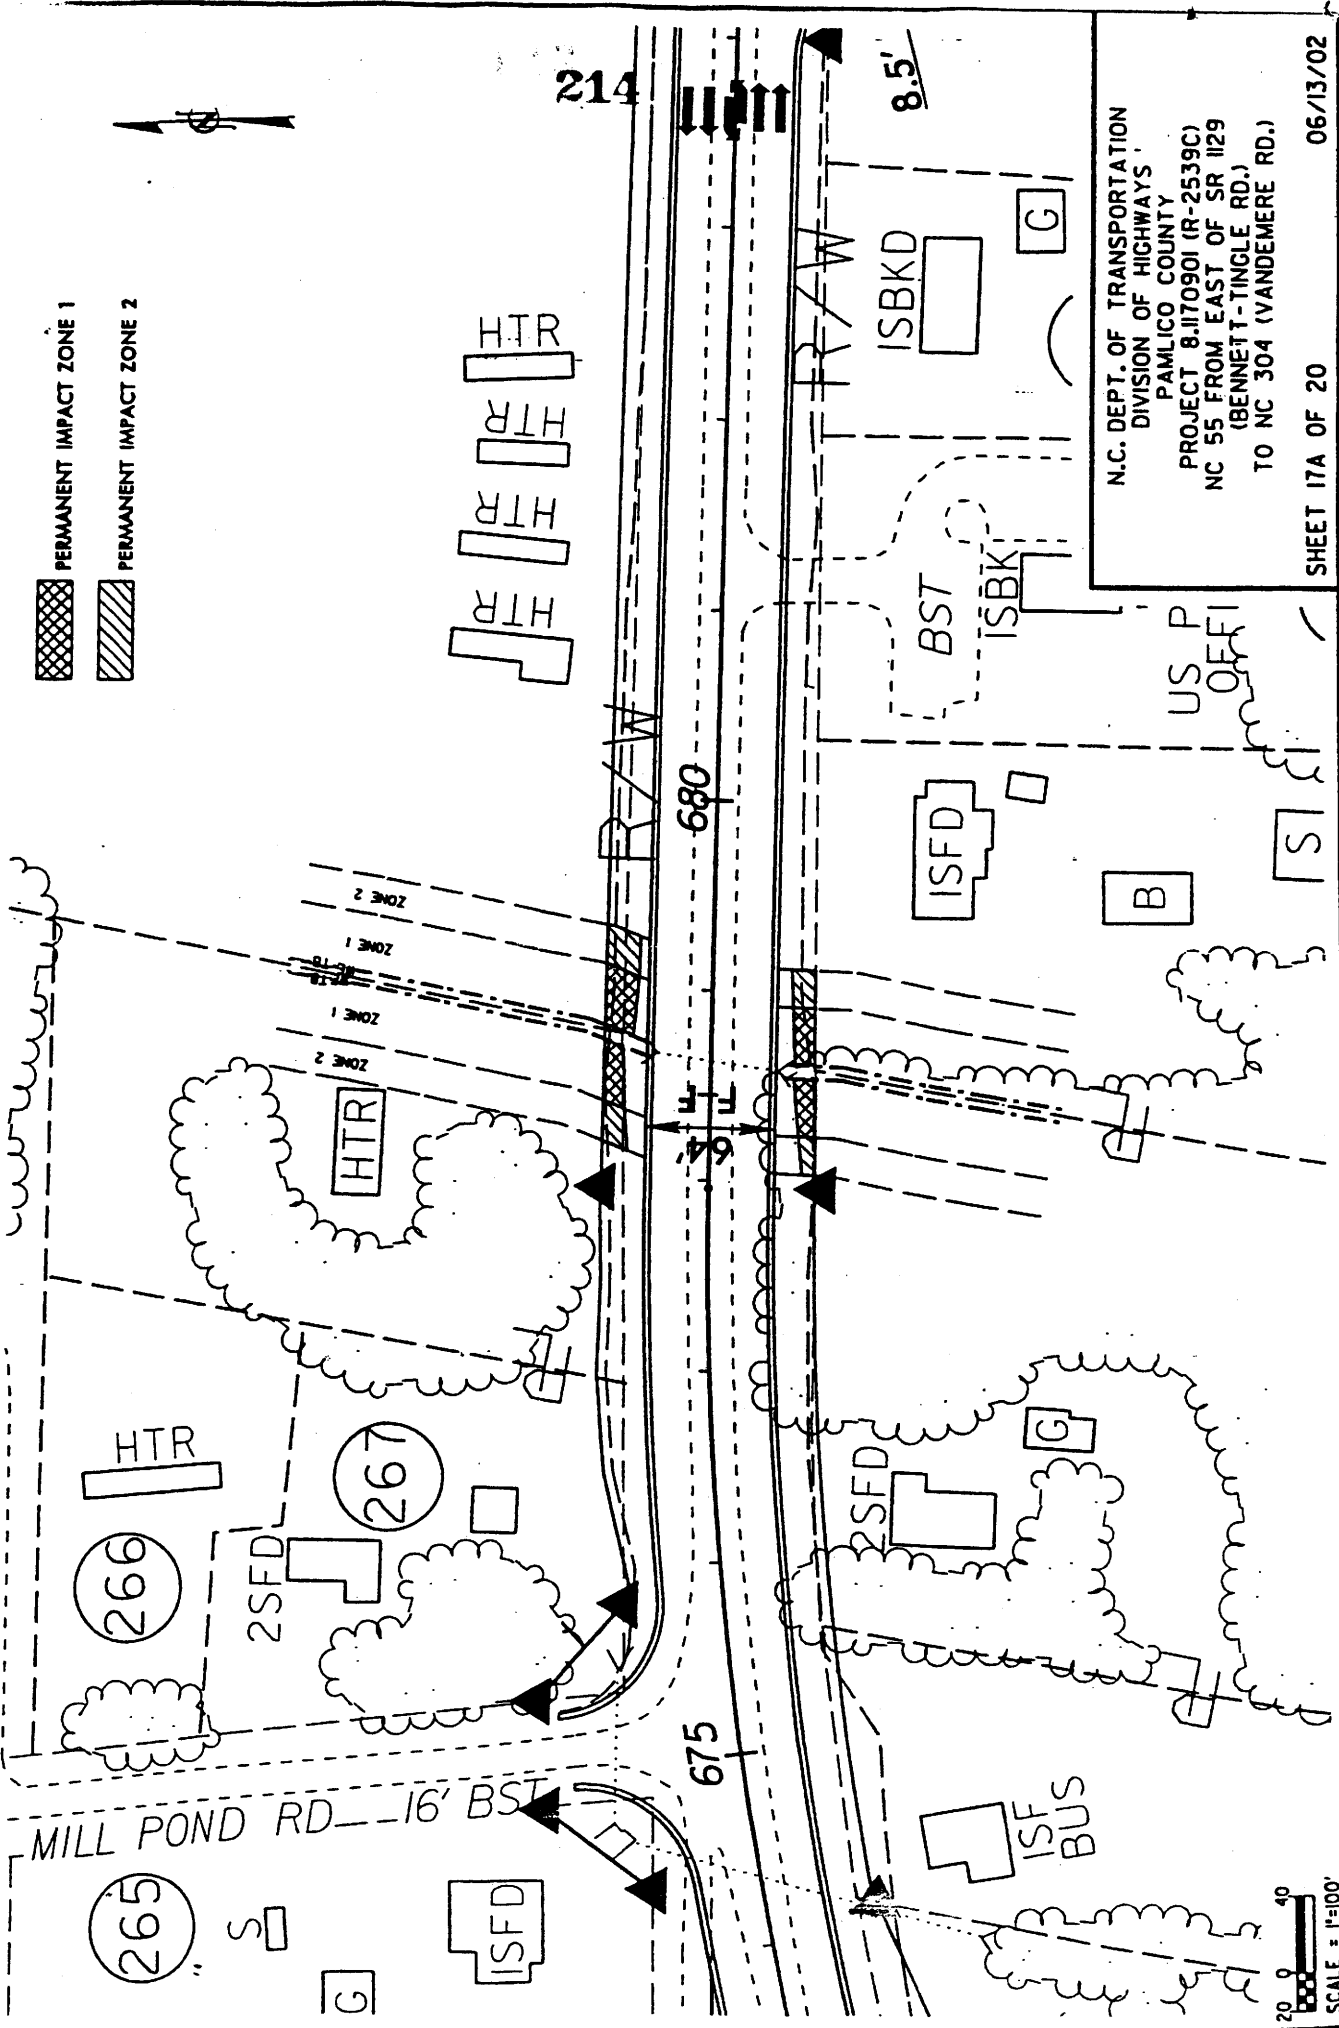 PERMANENT IMPACT ZONE 1
PERMANENT IMPACT ZONE 2
214
8.5'
HTR
HTR
HTR
HTR
ISBKD
G
BST
ISBK
US P
OFFI
680
ZONE 2
ZONE 1
ZONE 1
ZONE 2
HTR
64'
F
F
ISFD
B
S
HTR
266
267
2SFD
2SFD
G
675
MILL POND RD__16' BST
265
S
G
ISFD
ISF
BUS
N.C. DEPT. OF TRANSPORTATION
DIVISION OF HIGHWAYS
PAMLICO COUNTY
PROJECT 8.1170901 (R-2539C)
NC 55 FROM EAST OF SR 1129
(BENNETT-TINGLE RD.)
TO NC 304 (VANDEMERE RD.)
SHEET 17A OF 20 06/13/02
20 0 40
SCALE = 1"=100'